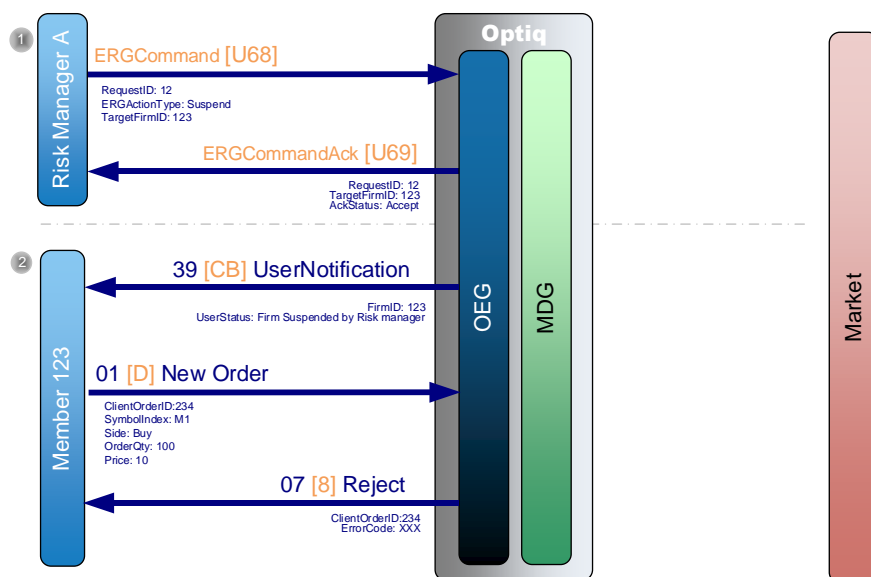 Optiq
1
Risk Manager A
ERGCommand [U68]
RequestID: 12
ERGActionType: Suspend
TargetFirmID: 123
ERGCommandAck [U69]
RequestID: 12
TargetFirmID: 123
AckStatus: Accept
2
Member 123
39 [CB] UserNotification
FirmID: 123
UserStatus: Firm Suspended by Risk manager
01 [D] New Order
ClientOrderID:234
SymbolIndex: M1
Side: Buy
OrderQty: 100
Price: 10
07 [8] Reject
ClientOrderID:234
ErrorCode: XXX
OEG
MDG
Market